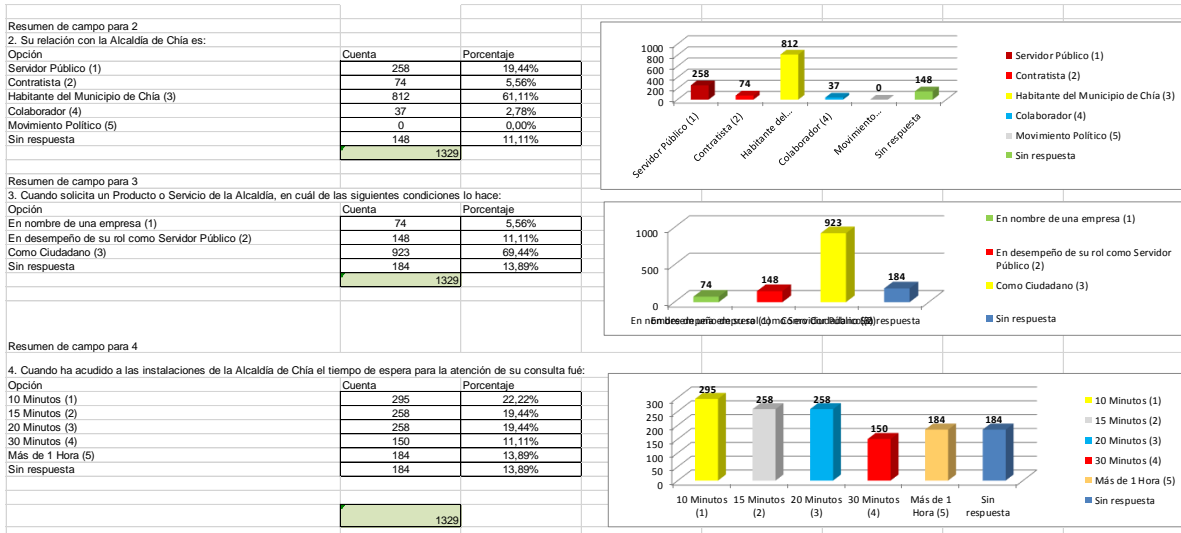 Resumen de campo para 2
2. Su relación con la Alcaldía de Chía es:
Opción Cuenta Porcentaje
Servidor Público (1) 258 19,44%
Contratista (2) 74 5,56%
Habitante del Municipio de Chía (3) 812 61,11%
Colaborador (4) 37 2,78%
Movimiento Político (5) 0 0,00%
Sin respuesta 148 11,11%
1329
1000
800
600
400
200
0
258 74 812 37 0 148
Servidor Público (1) Contratista (2) Habitante del... Colaborador (4) Movimiento... Sin respuesta
Servidor Público (1)
Contratista (2)
Habitante del Municipio de Chía (3)
Colaborador (4)
Movimiento Político (5)
Sin respuesta
Resumen de campo para 3
3. Cuando solicita un Producto o Servicio de la Alcaldía, en cuál de las siguientes condiciones lo hace:
Opción Cuenta Porcentaje
En nombre de una empresa (1) 74 5,56%
En desempeño de su rol como Servidor Público (2) 148 11,11%
Como Ciudadano (3) 923 69,44%
Sin respuesta 184 13,89%
1329
1000
500
0
74 148 923 184
En nombre de una empresa (1)
En desempeño de su rol como Servidor
Público (2)
Como Ciudadano (3)
Sin respuesta
Resumen de campo para 4
4. Cuando ha acudido a las instalaciones de la Alcaldía de Chía el tiempo de espera para la atención de su consulta fué:
Opción Cuenta Porcentaje
10 Minutos (1) 295 22,22%
15 Minutos (2) 258 19,44%
20 Minutos (3) 258 19,44%
30 Minutos (4) 150 11,11%
Más de 1 Hora (5) 184 13,89%
Sin respuesta 184 13,89%
1329
300
250
200
150
100
50
0
295 258 258 150 184 184
10 Minutos 15 Minutos 20 Minutos 30 Minutos Más de 1 Sin
(1) (2) (3) (4) Hora (5) respuesta
10 Minutos (1)
15 Minutos (2)
20 Minutos (3)
30 Minutos (4)
Más de 1 Hora (5)
Sin respuesta